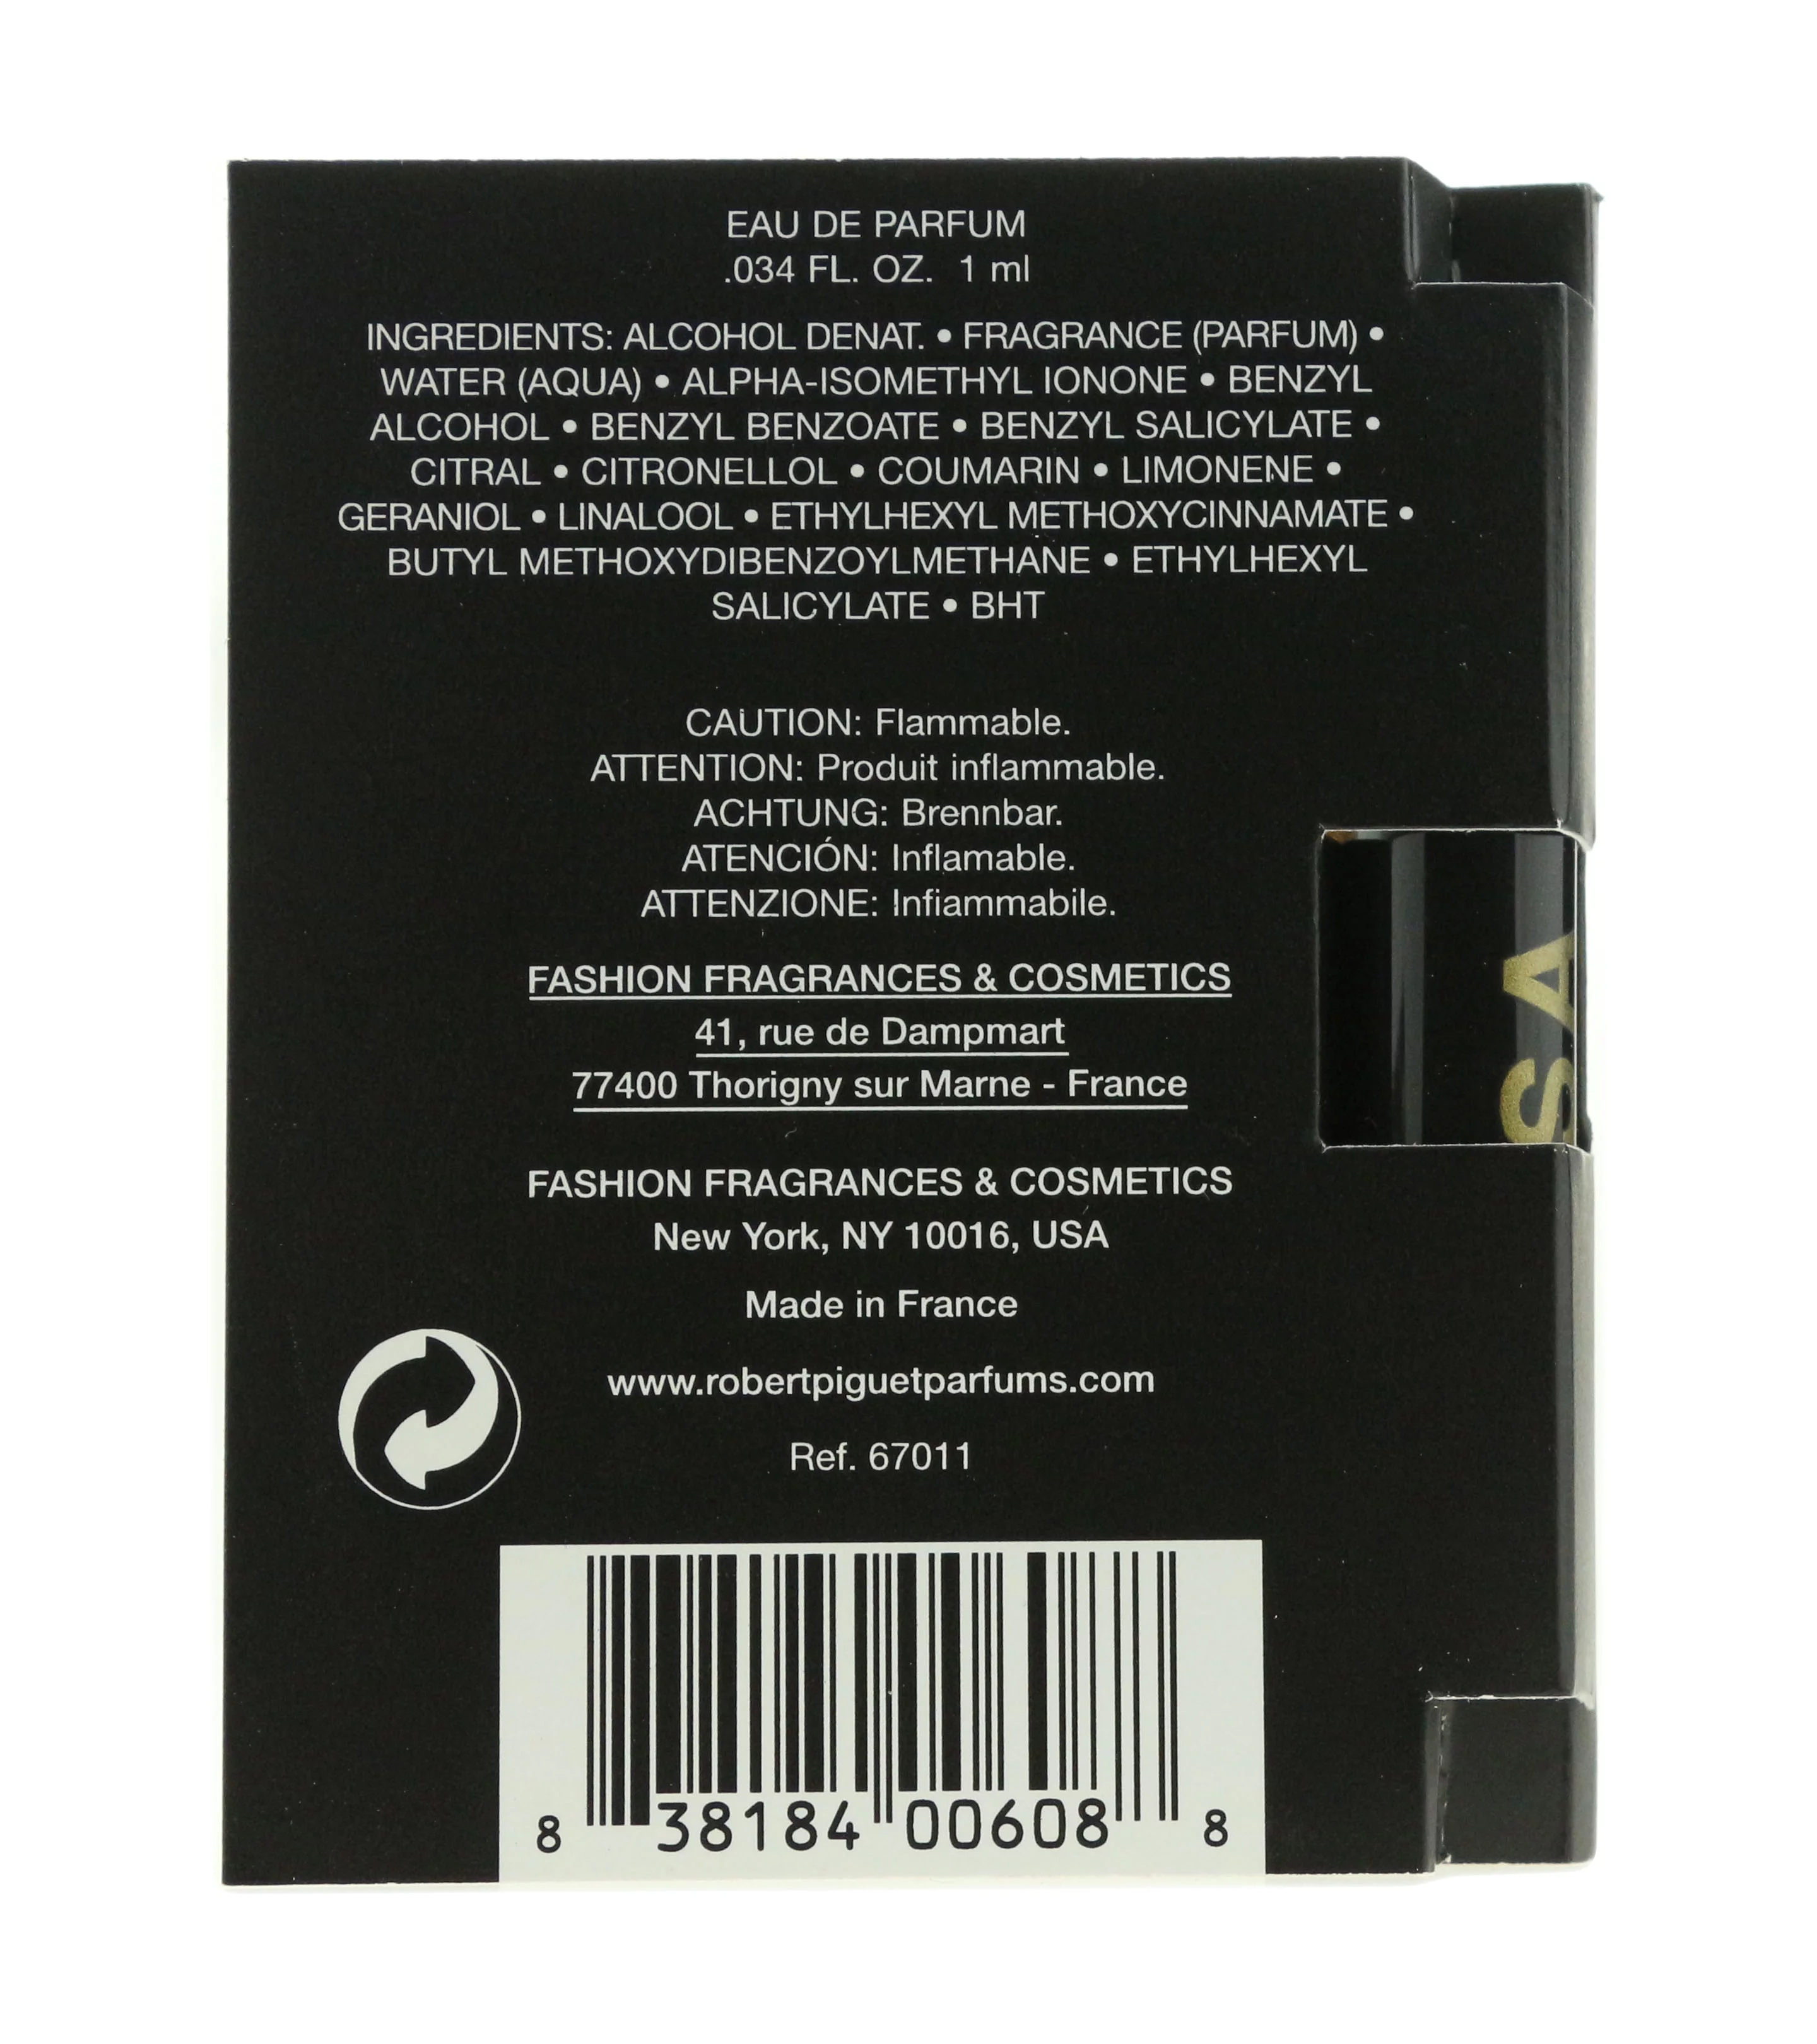 EAU DE PARFUM
.034 FL. OZ. 1 ml
INGREDIENTS: ALCOHOL DENAT. • FRAGRANCE (PARFUM) •
WATER (AQUA) • ALPHA-ISOMETHYL IONONE • BENZYL
ALCOHOL • BENZYL BENZOATE • BENZYL SALICYLATE •
CITRAL • CITRONELLOL • COUMARIN • LIMONENE •
GERANIOL • LINALOOL • ETHYLHEXYL METHOXYCINNAMATE •
BUTYL METHOXYDIBENZOYLMETHANE • ETHYLHEXYL
SALICYLATE • BHT
CAUTION: Flammable.
ATTENTION: Produit inflammable.
ACHTUNG: Brennbar.
ATENCIÓN: Inflamable.
ATTENZIONE: Infiammabile.
FASHION FRAGRANCES & COSMETICS
41, rue de Dampmart
77400 Thorigny sur Marne - France
FASHION FRAGRANCES & COSMETICS
New York, NY 10016, USA
Made in France
www.robertpiguetparfums.com
Ref. 67011
8 38184 00608 8
SA